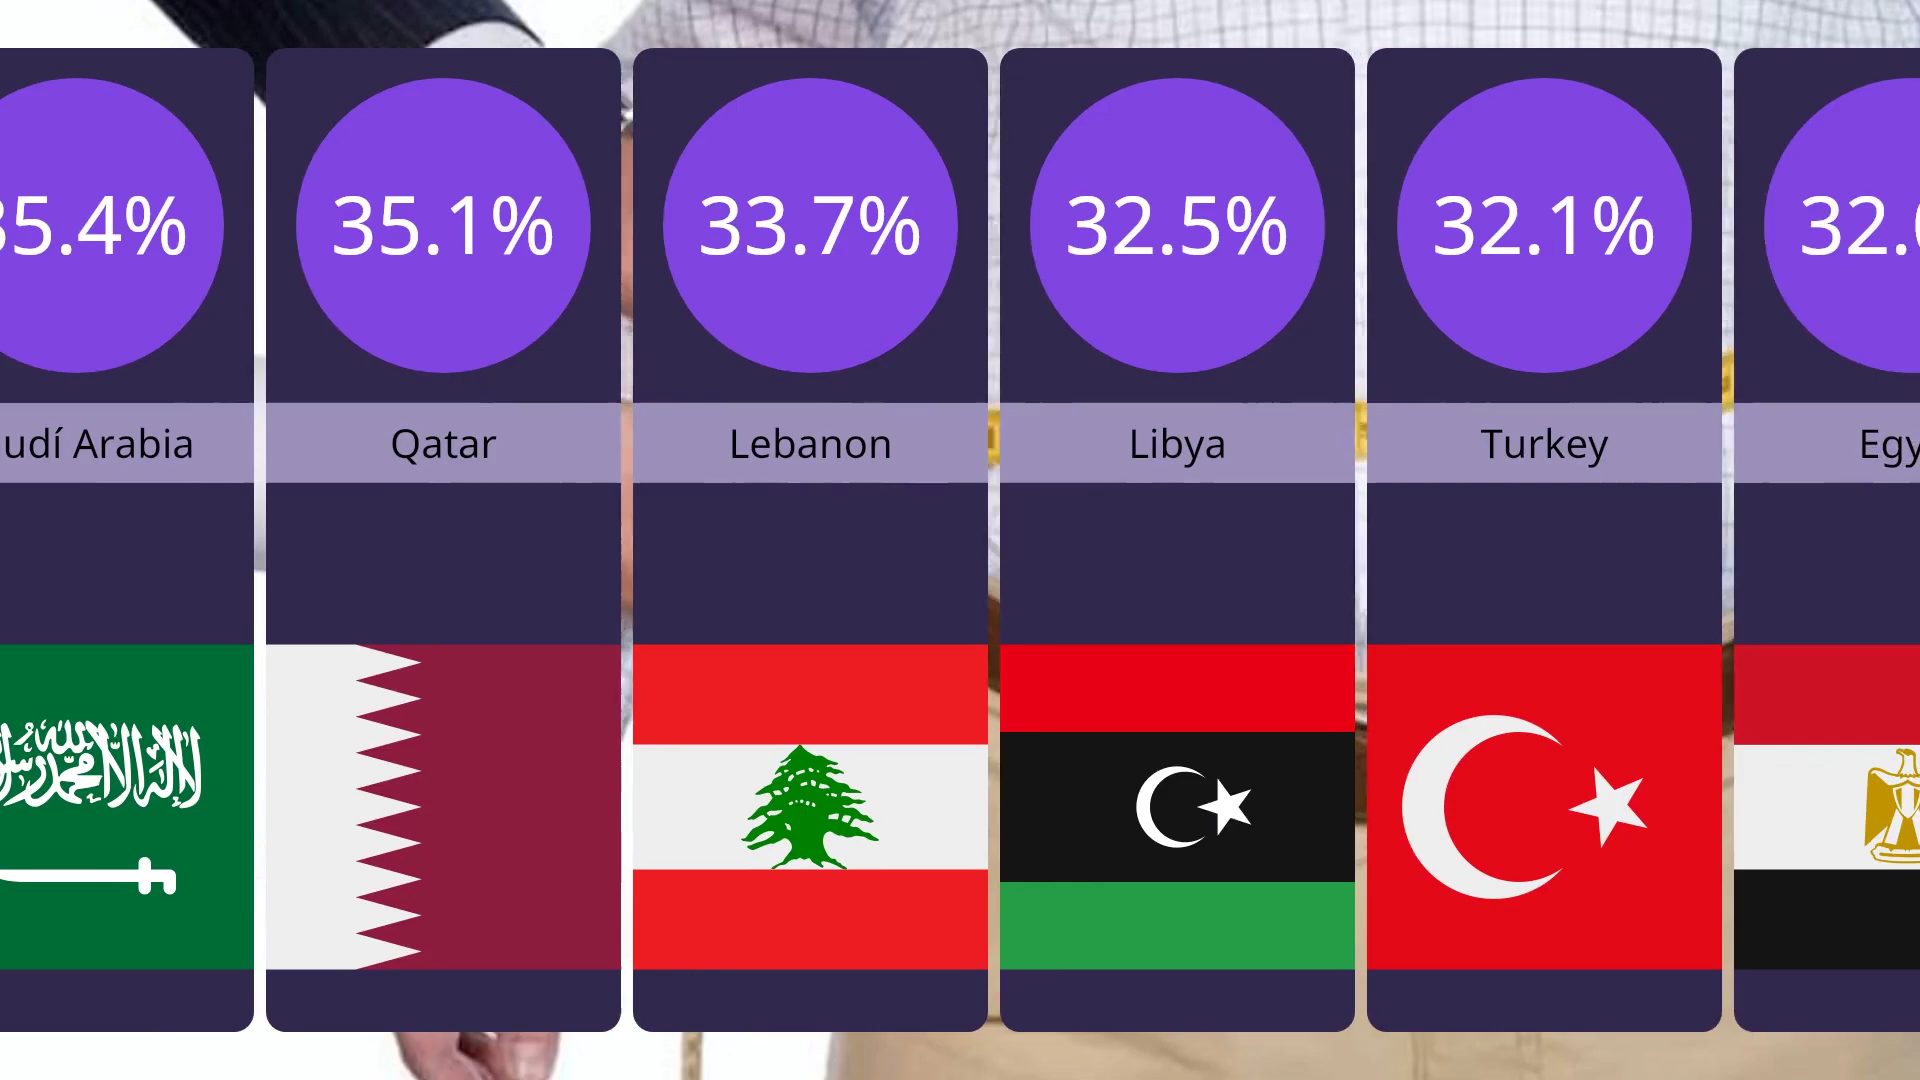 35.4%
35.1%
33.7%
32.5%
32.1%
udí Arabia
Qatar
Lebanon
Libya
Turkey
Egy